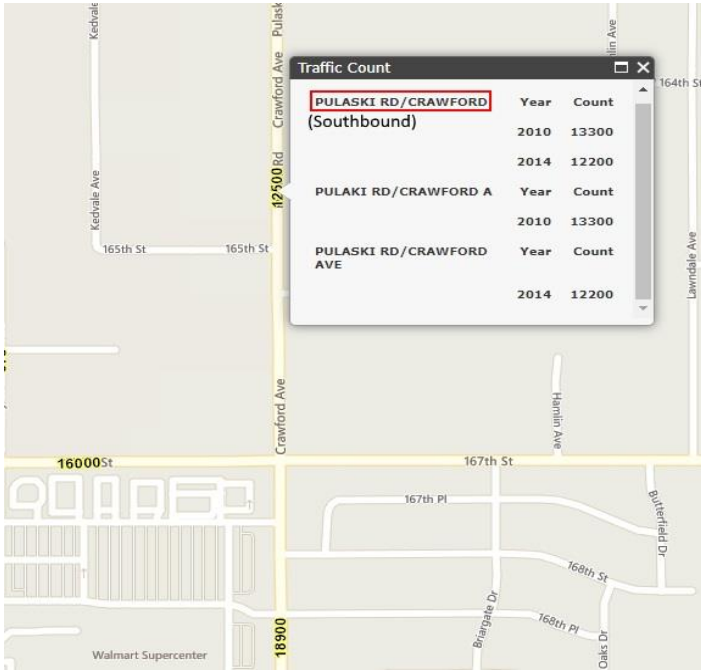 Kedvale
Crawford Ave
Pulask
lin Ave
Traffic Count
164th St
PULASKI RD/CRAWFORD Year Count
(Southbound)
2010 13300
2014 12200
PULAKI RD/CRAWFORD A Year Count
2010 13300
PULASKI RD/CRAWFORD Year Count
AVE
2014 12200
Rd
12500
Kedvale Ave
165th St
165th St
Lawndale Ave
Crawford Ave
Hamlin Ave
16000 St
167th St
167th Pl
Butterfield Dr
168th St
Briargate Dr
168th Pl
Oaks Dr
18900
Walmart Supercenter